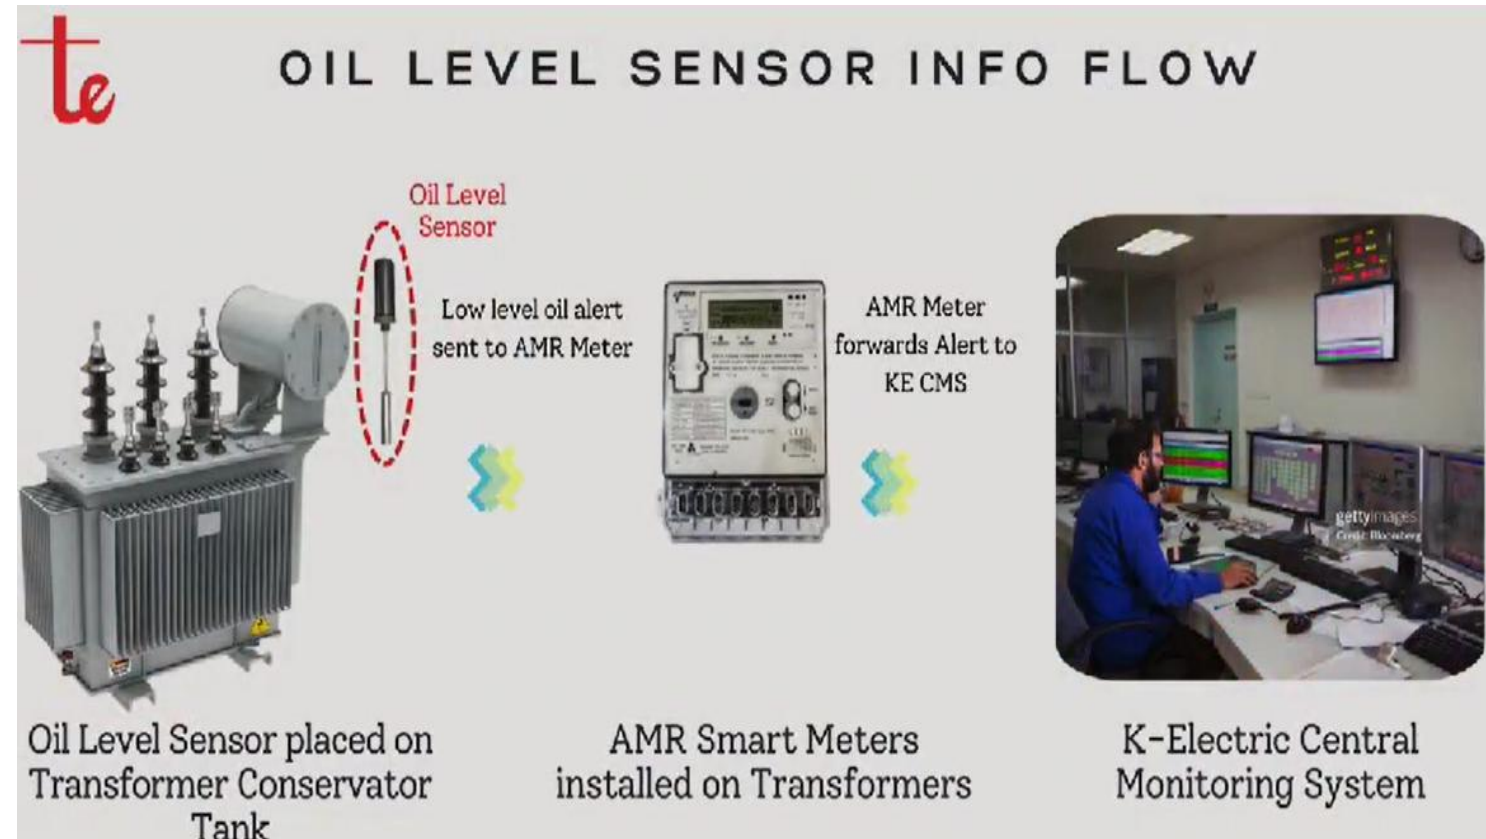 te
OIL LEVEL SENSOR INFO FLOW
Oil Level
Sensor
Low level oil alert
sent to AMR Meter
AMR Meter
forwards Alert to
KE CMS
gettyimages
Credit: Bloomberg
Oil Level Sensor placed on
Transformer Conservator
Tank
AMR Smart Meters
installed on Transformers
K-Electric Central
Monitoring System